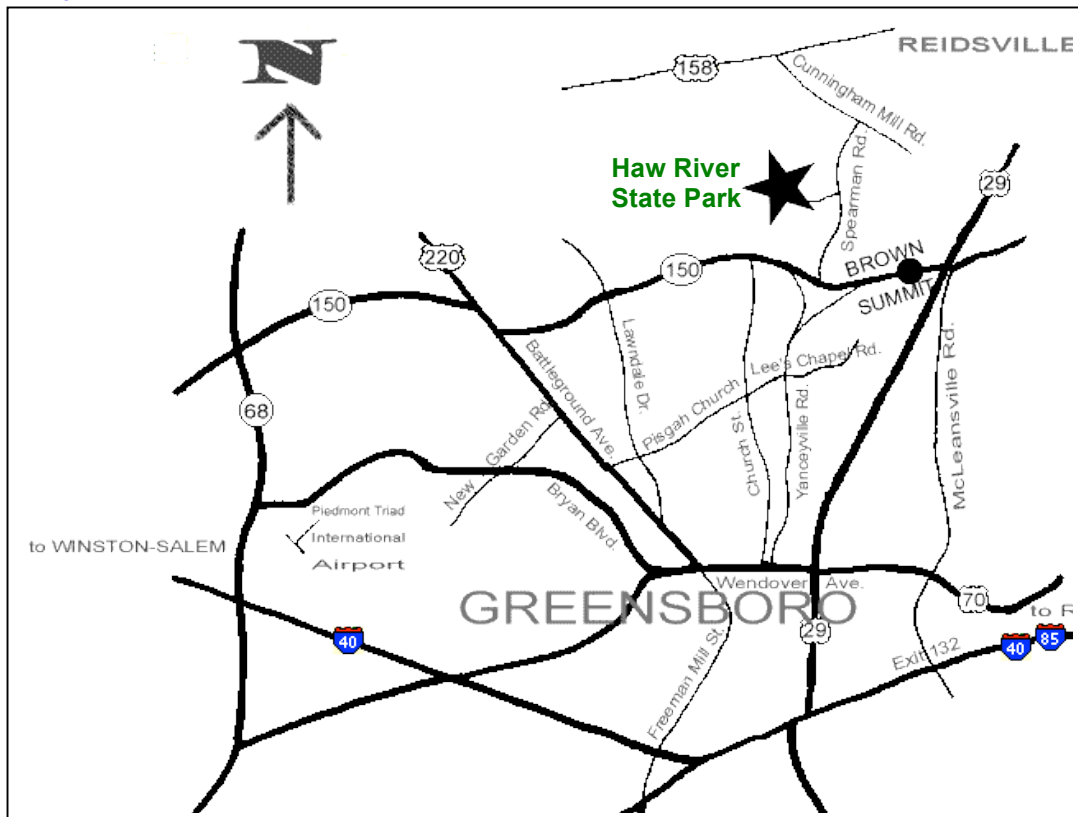 N
REIDSVILLE
158
Cunningham Mill Rd.
Haw River
State Park
Spearman Rd.
29
220
150
150
BROWN
SUMMIT
Battleground Ave.
Lawndale Dr.
Pisgah Church
Lee's Chapel Rd.
Church St.
Yanceyville Rd.
McLeansville Rd.
68
New Garden Rd.
Bryan Blvd.
Piedmont Triad
International
Airport
to WINSTON-SALEM
Wendover Ave.
GREENSBORO
70
to R
40
29
Freeman Mill St.
Exit 132
40
85